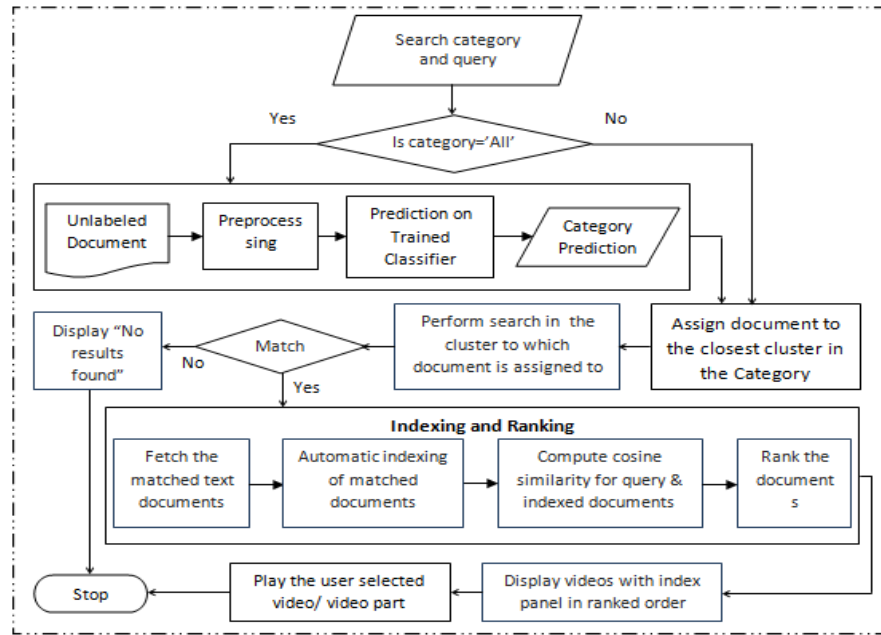 Search category
and query
Yes
No
Is category=‘All’
Unlabeled
Document
Preprocess
sing
Prediction on
Trained
Classifier
Category
Prediction
Display “No
results
found”
Match
Perform search in the
cluster to which
document is assigned to
Assign document to
the closest cluster in
the Category
No
Yes
Indexing and Ranking
Fetch the
matched text
documents
Automatic indexing
of matched
documents
Compute cosine
similarity for query &
indexed documents
Rank the
document
s
Stop
Play the user selected
video/ video part
Display videos with index
panel in ranked order